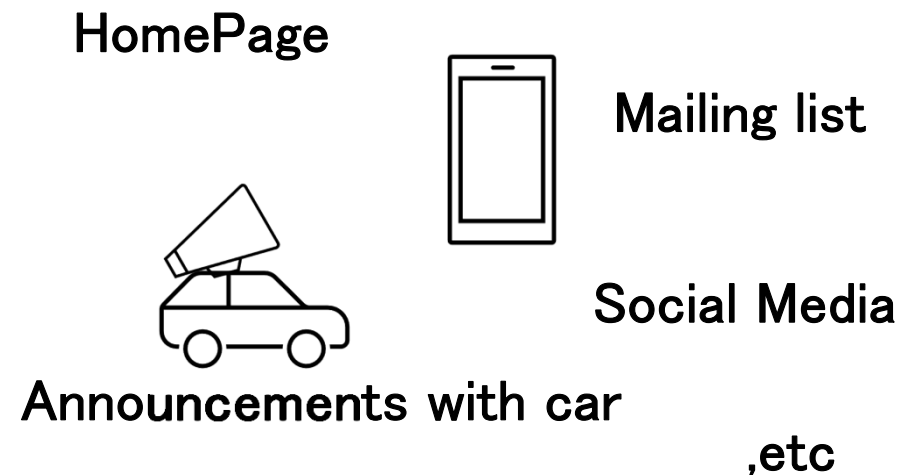 HomePage
Mailing list
Social Media
Announcements with car
,etc